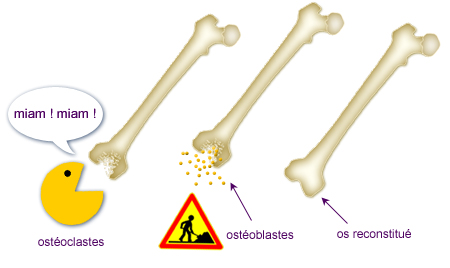 miam ! miam !
ostéoclastes
ostéoblastes
os reconstitué